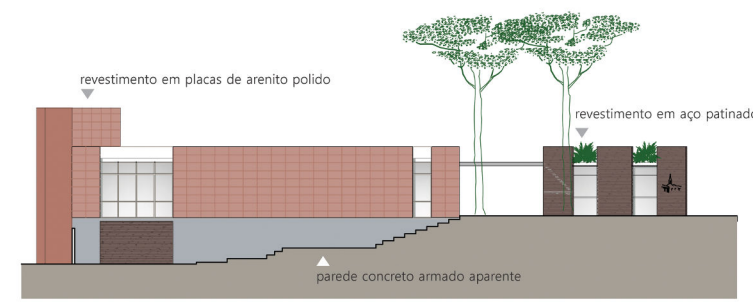 revestimento em placas de arenito polido
revestimento em aço patinado
parede concreto armado aparente